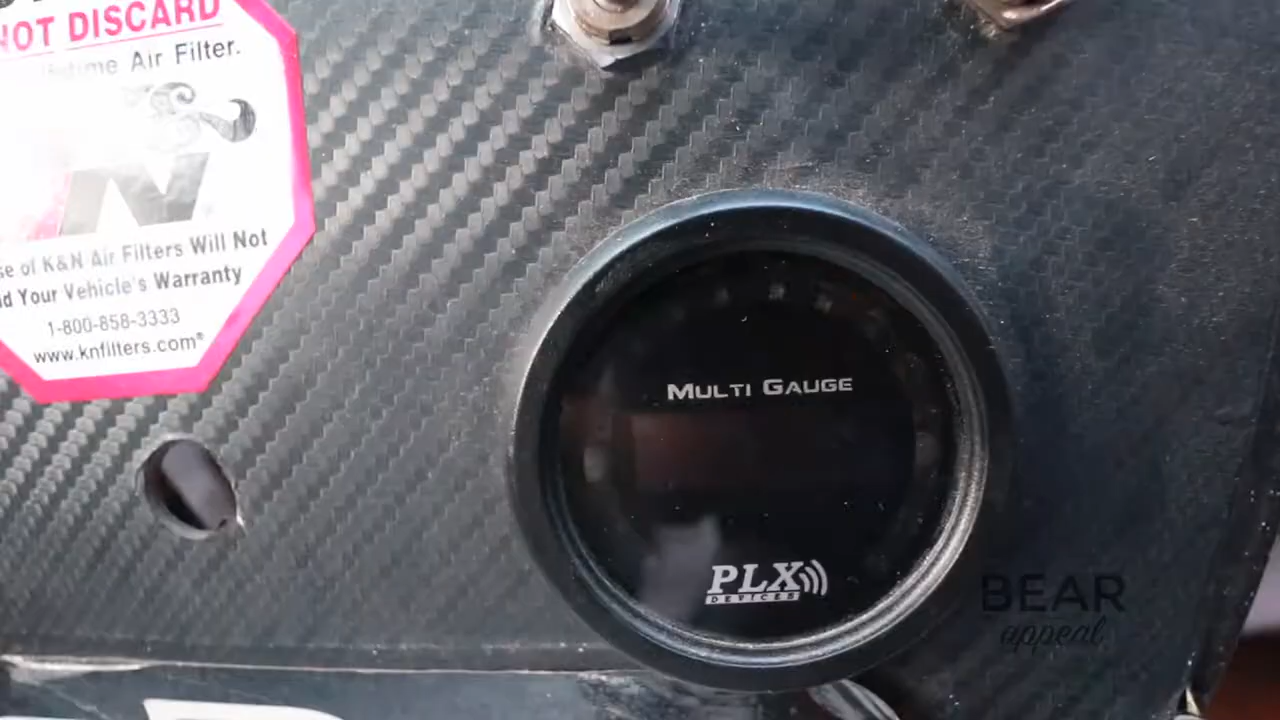 NOT DISCARD
Air Filter.
N
se of K&N Air Filters Will Not
Your Vehicle's Warranty
1-800-858-3333
www.knfilters.com®
MULTI GAUGE
PLX
DEVICES
BEAR
appeal